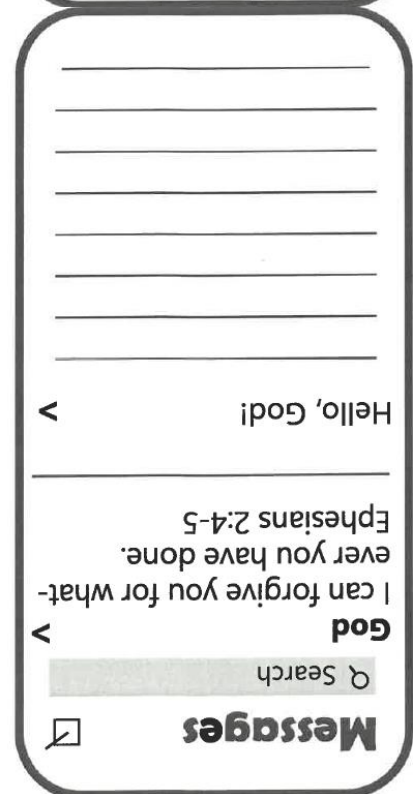 Messages
Search
God >
I can forgive you for what-
ever you have done.
Ephesians 2:4-5
Hello, God! >